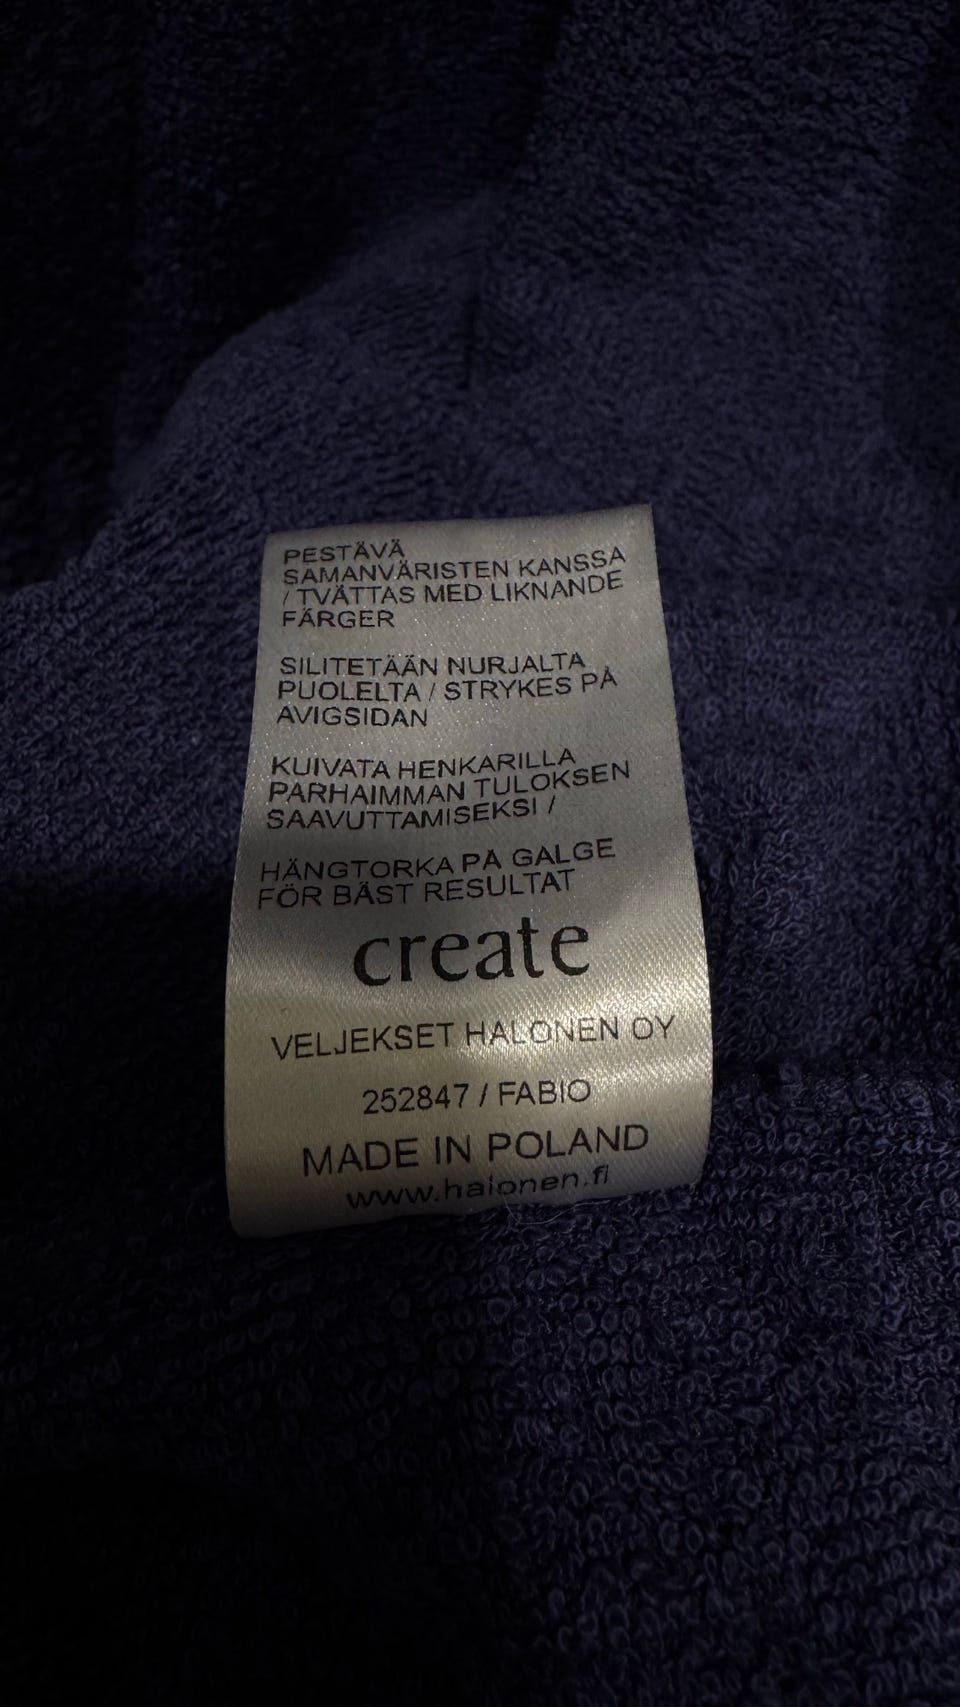 PESTÄVÄ
SAMANVÄRISTEN KANSSA
/ TVÄTTAS MED LIKNANDE
FÄRGER
SILITETÄÄN NURJALTA
PUOLELTA / STRYKES PÅ
AVIGSIDAN
KUIVATA HENKARILLA
PARHAIMMAN TULOKSEN
SAAVUTTAMISEKSI /
HÄNGTORKA PÅ GALGE
FÖR BÄST RESULTAT
create
VELJEKSET HALONEN OY
252847 / FABIO
MADE IN POLAND
www.halonen.fi